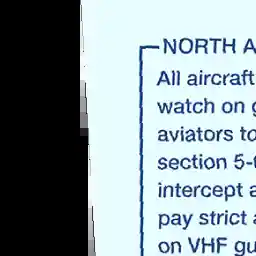 NORTH A
All aircraft
watch on g
aviators to
section 5-
intercept a
pay strict a
on VHF gu